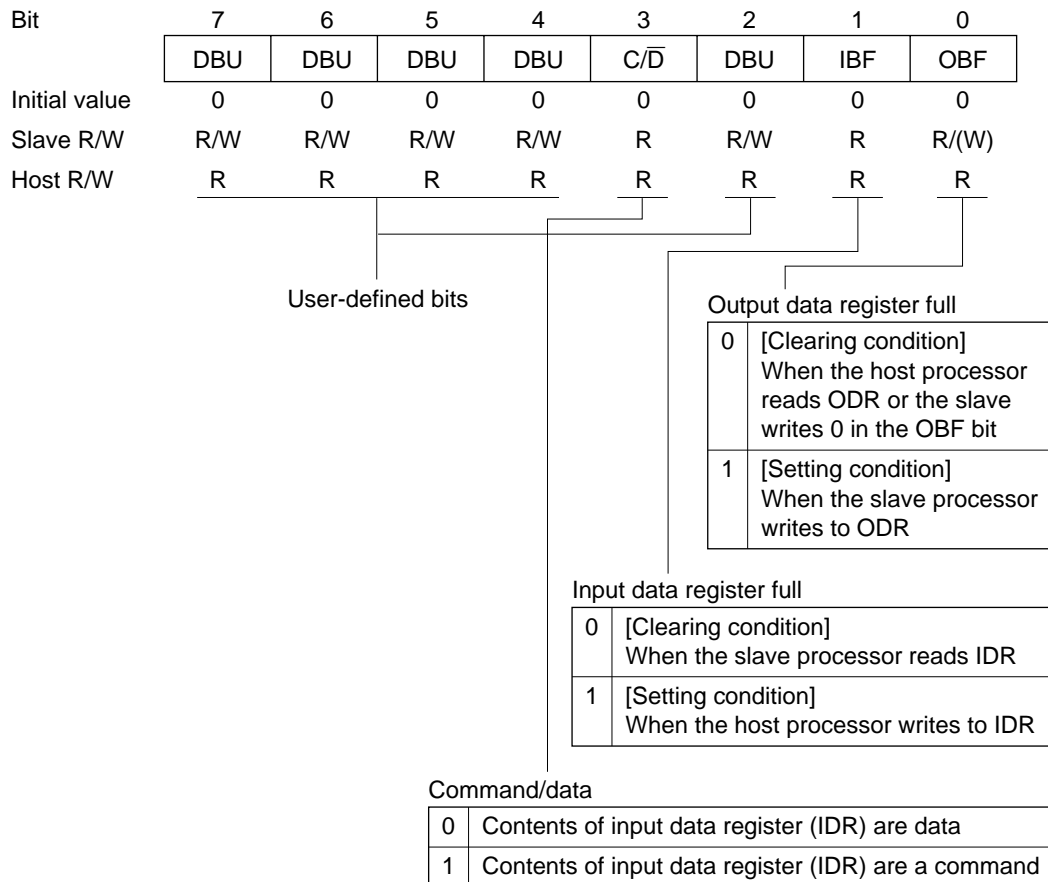 Bit 7 6 5 4 3 2 1 0
DBU DBU DBU DBU C/D̅ DBU IBF OBF
Initial value 0 0 0 0 0 0 0 0
Slave R/W R/W R/W R/W R/W R R/W R R/(W)
Host R/W R R R R R R R R
User-defined bits
Output data register full
0 [Clearing condition]
When the host processor
reads ODR or the slave
writes 0 in the OBF bit
1 [Setting condition]
When the slave processor
writes to ODR
Input data register full
0 [Clearing condition]
When the slave processor reads IDR
1 [Setting condition]
When the host processor writes to IDR
Command/data
0 Contents of input data register (IDR) are data
1 Contents of input data register (IDR) are a command